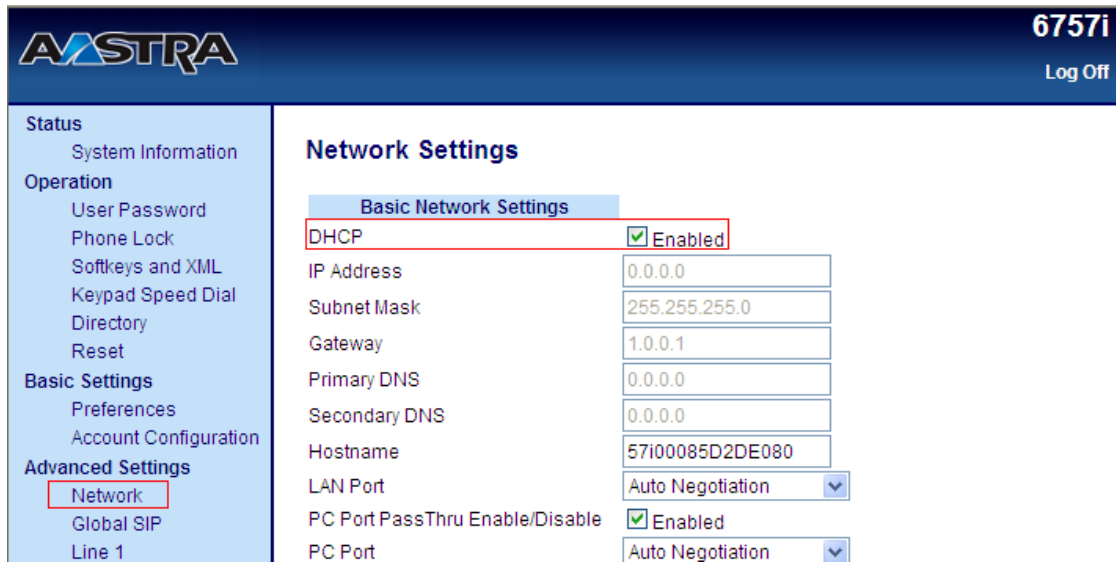 AASTRA
6757i
Log Off
Status
System Information
Operation
User Password
Phone Lock
Softkeys and XML
Keypad Speed Dial
Directory
Reset
Basic Settings
Preferences
Account Configuration
Advanced Settings
Network
Global SIP
Line 1
Network Settings
Basic Network Settings
DHCP Enabled
IP Address 0.0.0.0
Subnet Mask 255.255.255.0
Gateway 1.0.0.1
Primary DNS 0.0.0.0
Secondary DNS 0.0.0.0
Hostname 57i00085D2DE080
LAN Port Auto Negotiation
PC Port PassThru Enable/Disable Enabled
PC Port Auto Negotiation